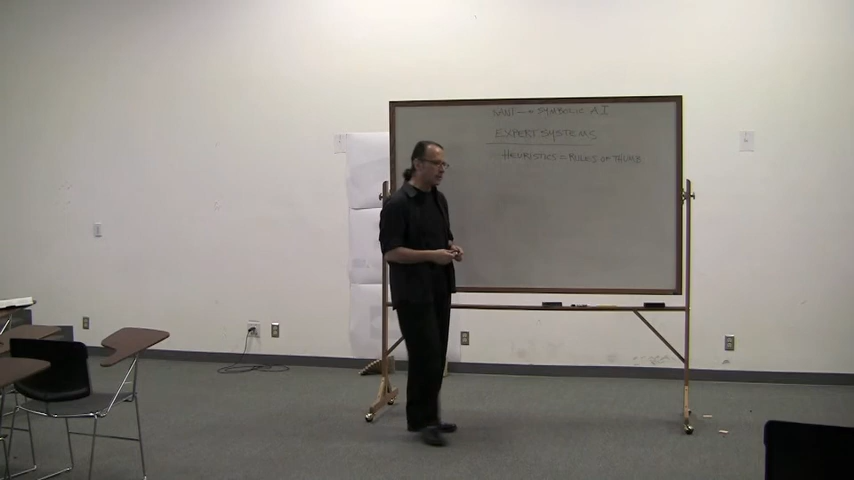 → SYMBOLIC AI
EXPERT SYSTEMS
HEURISTICS = RULES OF THUMB